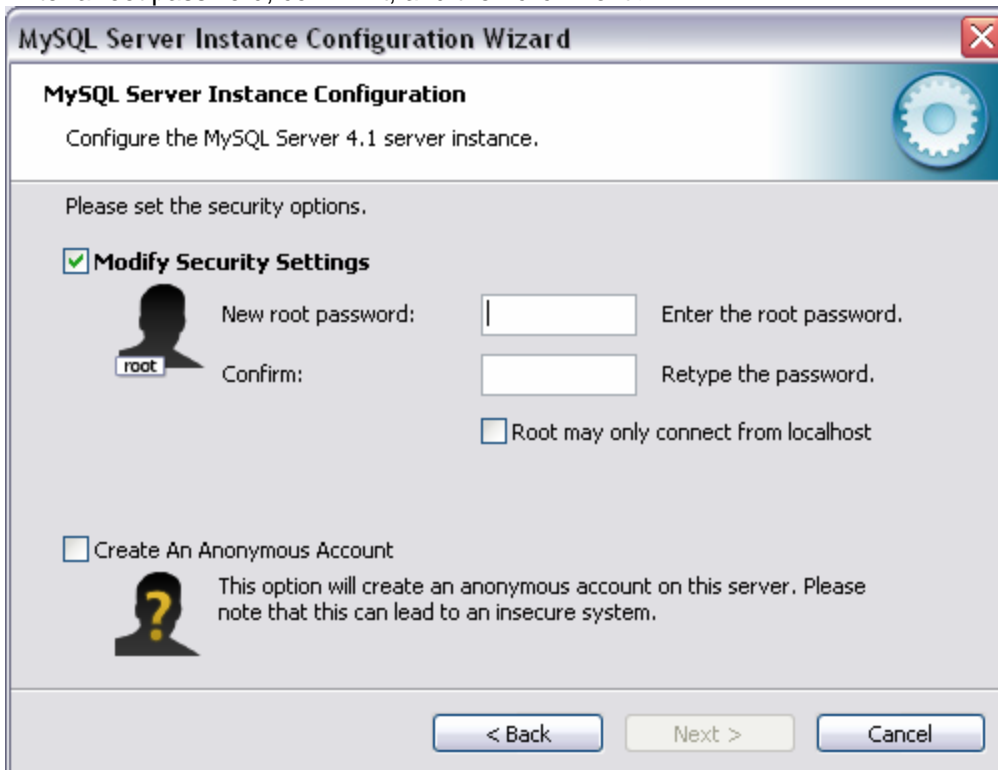 MySQL Server Instance Configuration Wizard
MySQL Server Instance Configuration
Configure the MySQL Server 4.1 server instance.
Please set the security options.
Modify Security Settings
New root password:
Enter the root password.
root
Confirm:
Retype the password.
Root may only connect from localhost
Create An Anonymous Account
This option will create an anonymous account on this server. Please
note that this can lead to an insecure system.
< Back
Next >
Cancel